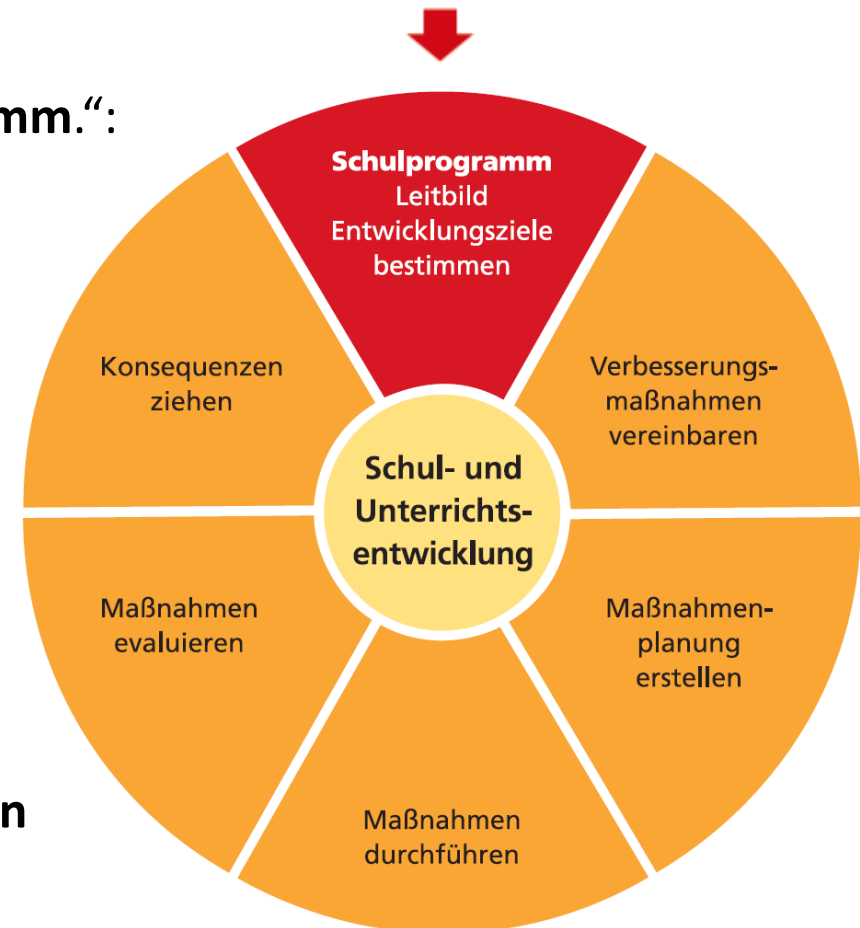 mm.“:
Schulprogramm
Leitbild
Entwicklungsziele
bestimmen
Verbesserungs-
maßnahmen
vereinbaren
Maßnahmen-
planung
erstellen
Maßnahmen
durchführen
Maßnahmen
evaluieren
Konsequenzen
ziehen
Schul- und
Unterrichts-
entwicklung
n